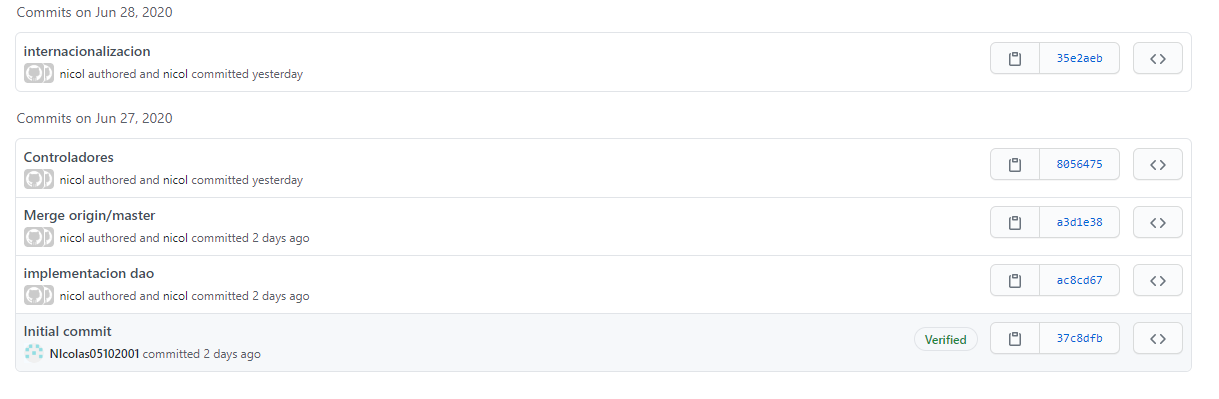 Commits on Jun 28, 2020
internacionalizacion
nicol authored and nicol committed yesterday
35e2aeb
Commits on Jun 27, 2020
Controladores
nicol authored and nicol committed yesterday
8056475
Merge origin/master
nicol authored and nicol committed 2 days ago
a3d1e38
implementacion dao
nicol authored and nicol committed 2 days ago
ac8cd67
Initial commit
NIcolas05102001 committed 2 days ago
Verified
37c8dfb